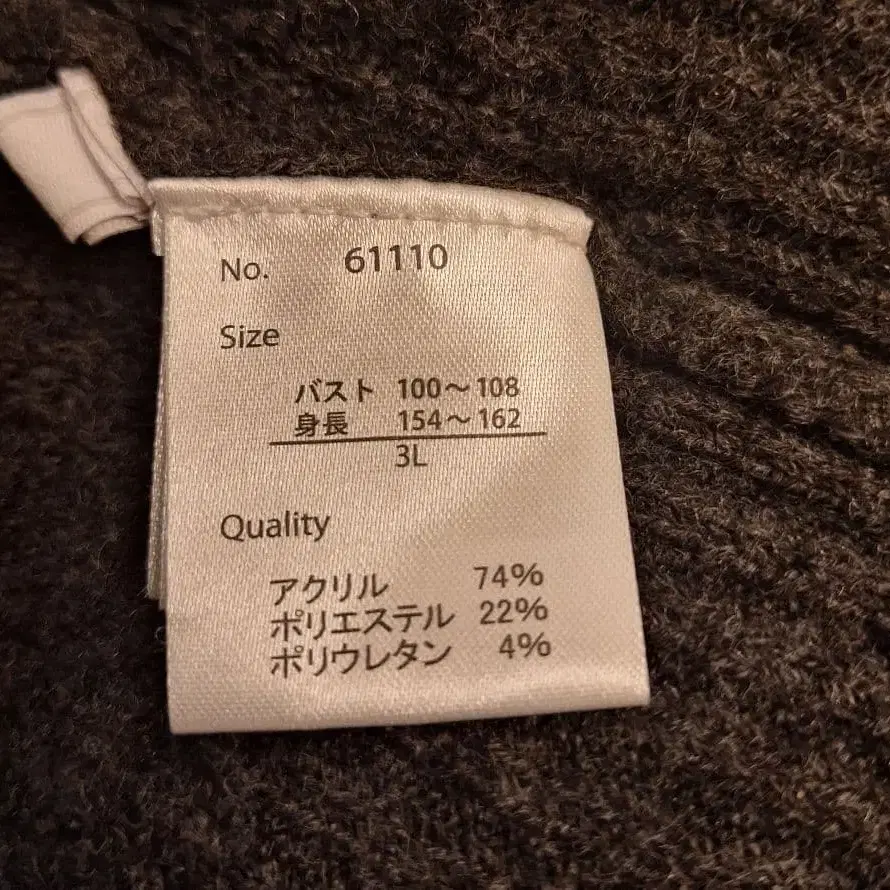 No. 61110
Size
バスト 100～108
身長 154～162
3L
Quality
アクリル 74%
ポリエステル 22%
ポリウレタン 4%